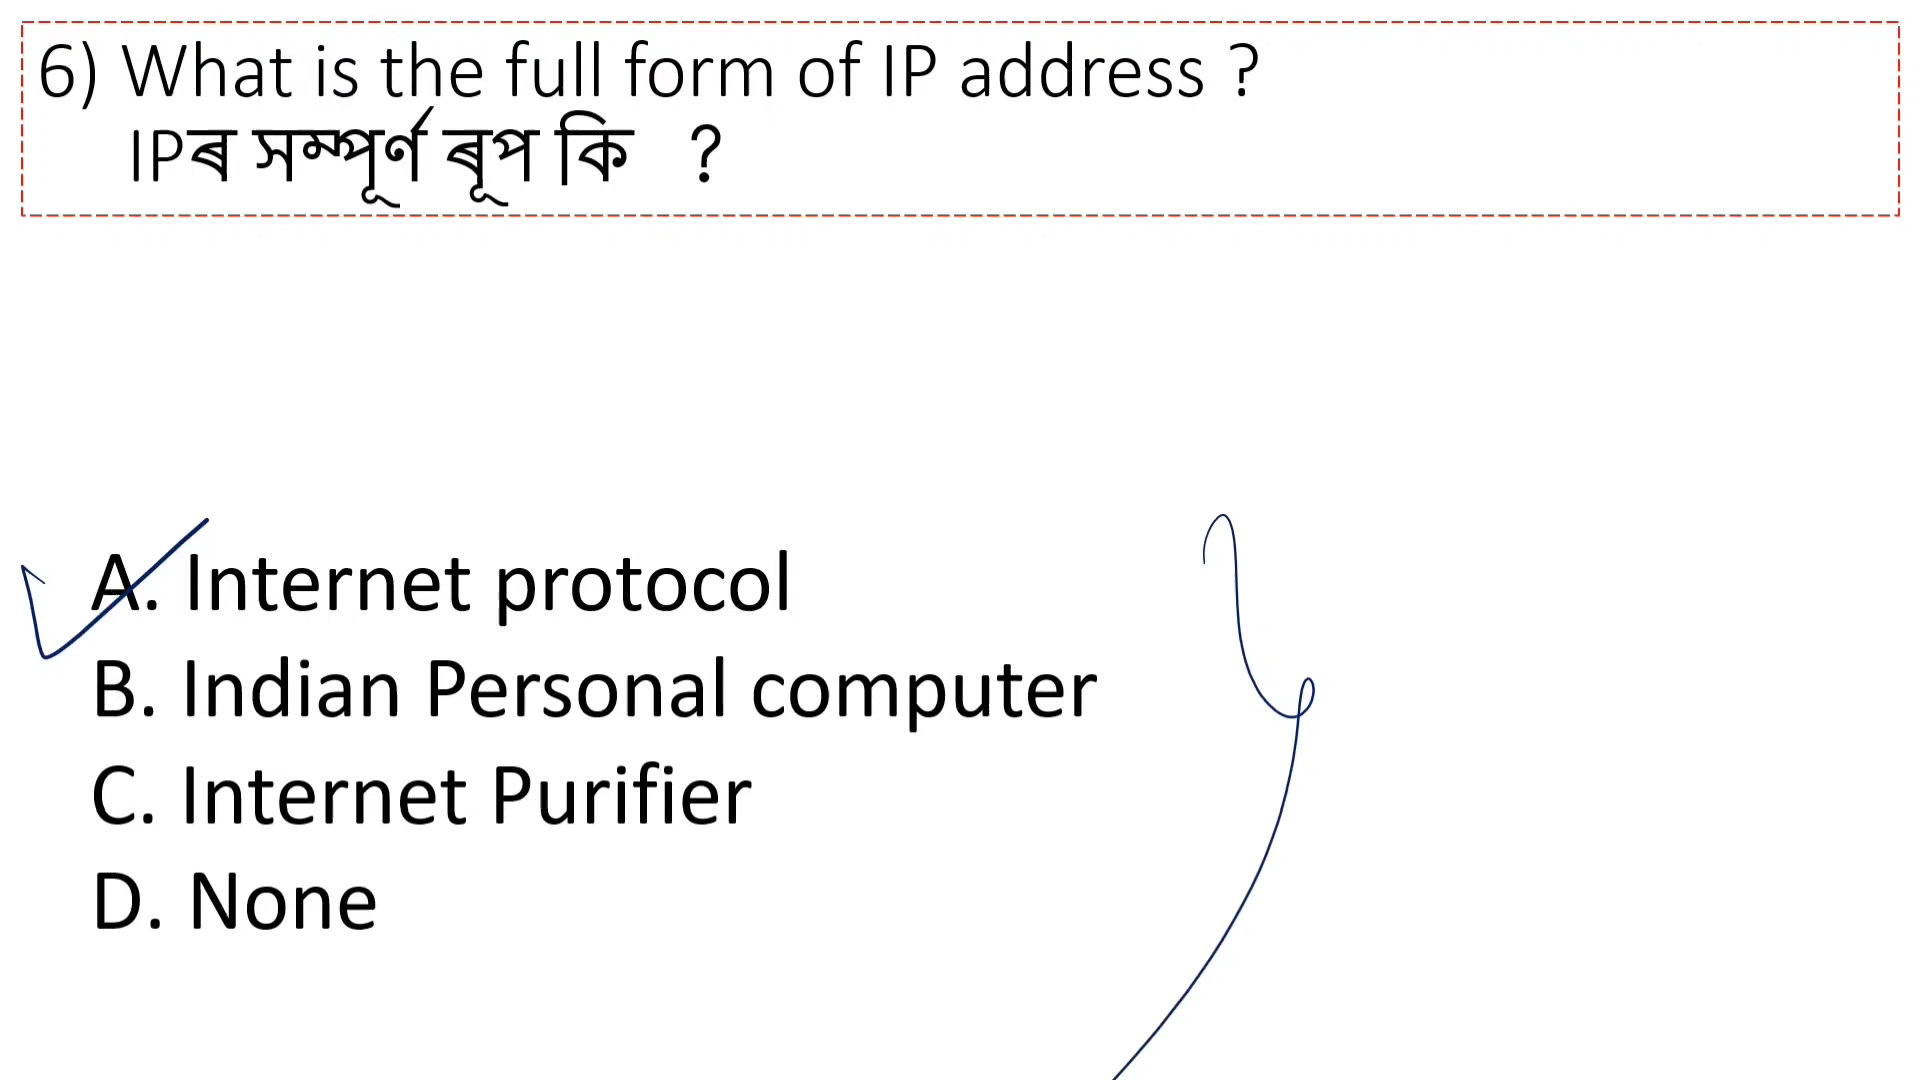 6) What is the full form of IP address ?
IPৰ সম্পূৰ্ণ ৰূপ কি ?
A. Internet protocol
B. Indian Personal computer
C. Internet Purifier
D. None